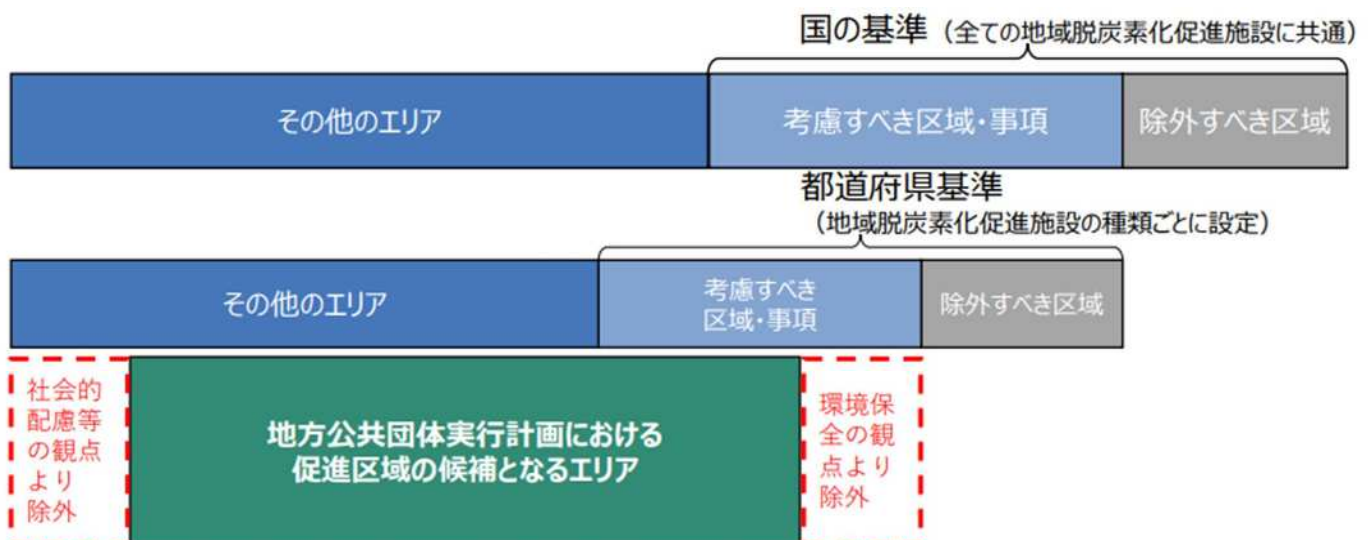 国の基準（全ての地域脱炭素化促進施設に共通）
その他のエリア
考慮すべき区域・事項
除外すべき区域
都道府県基準
（地域脱炭素化促進施設の種類ごとに設定）
その他のエリア
考慮すべき
区域・事項
除外すべき区域
社会的
配慮等
の観点
より
除外
地方公共団体実行計画における
促進区域の候補となるエリア
環境保
全の観
点より
除外